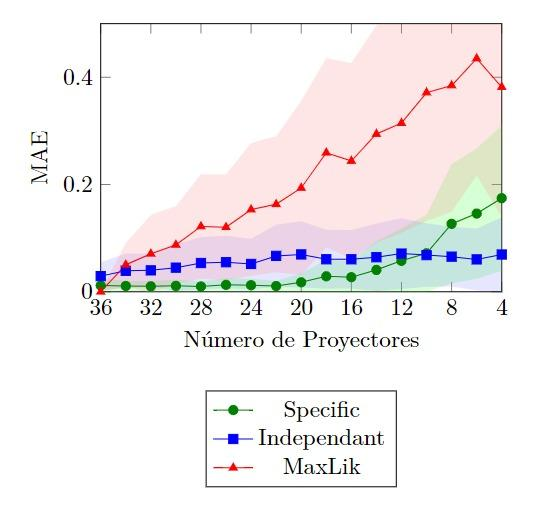 0.4
MAE
0.2
0
36 32 28 24 20 16 12 8 4
Número de Proyectores
Specific
Independant
MaxLik